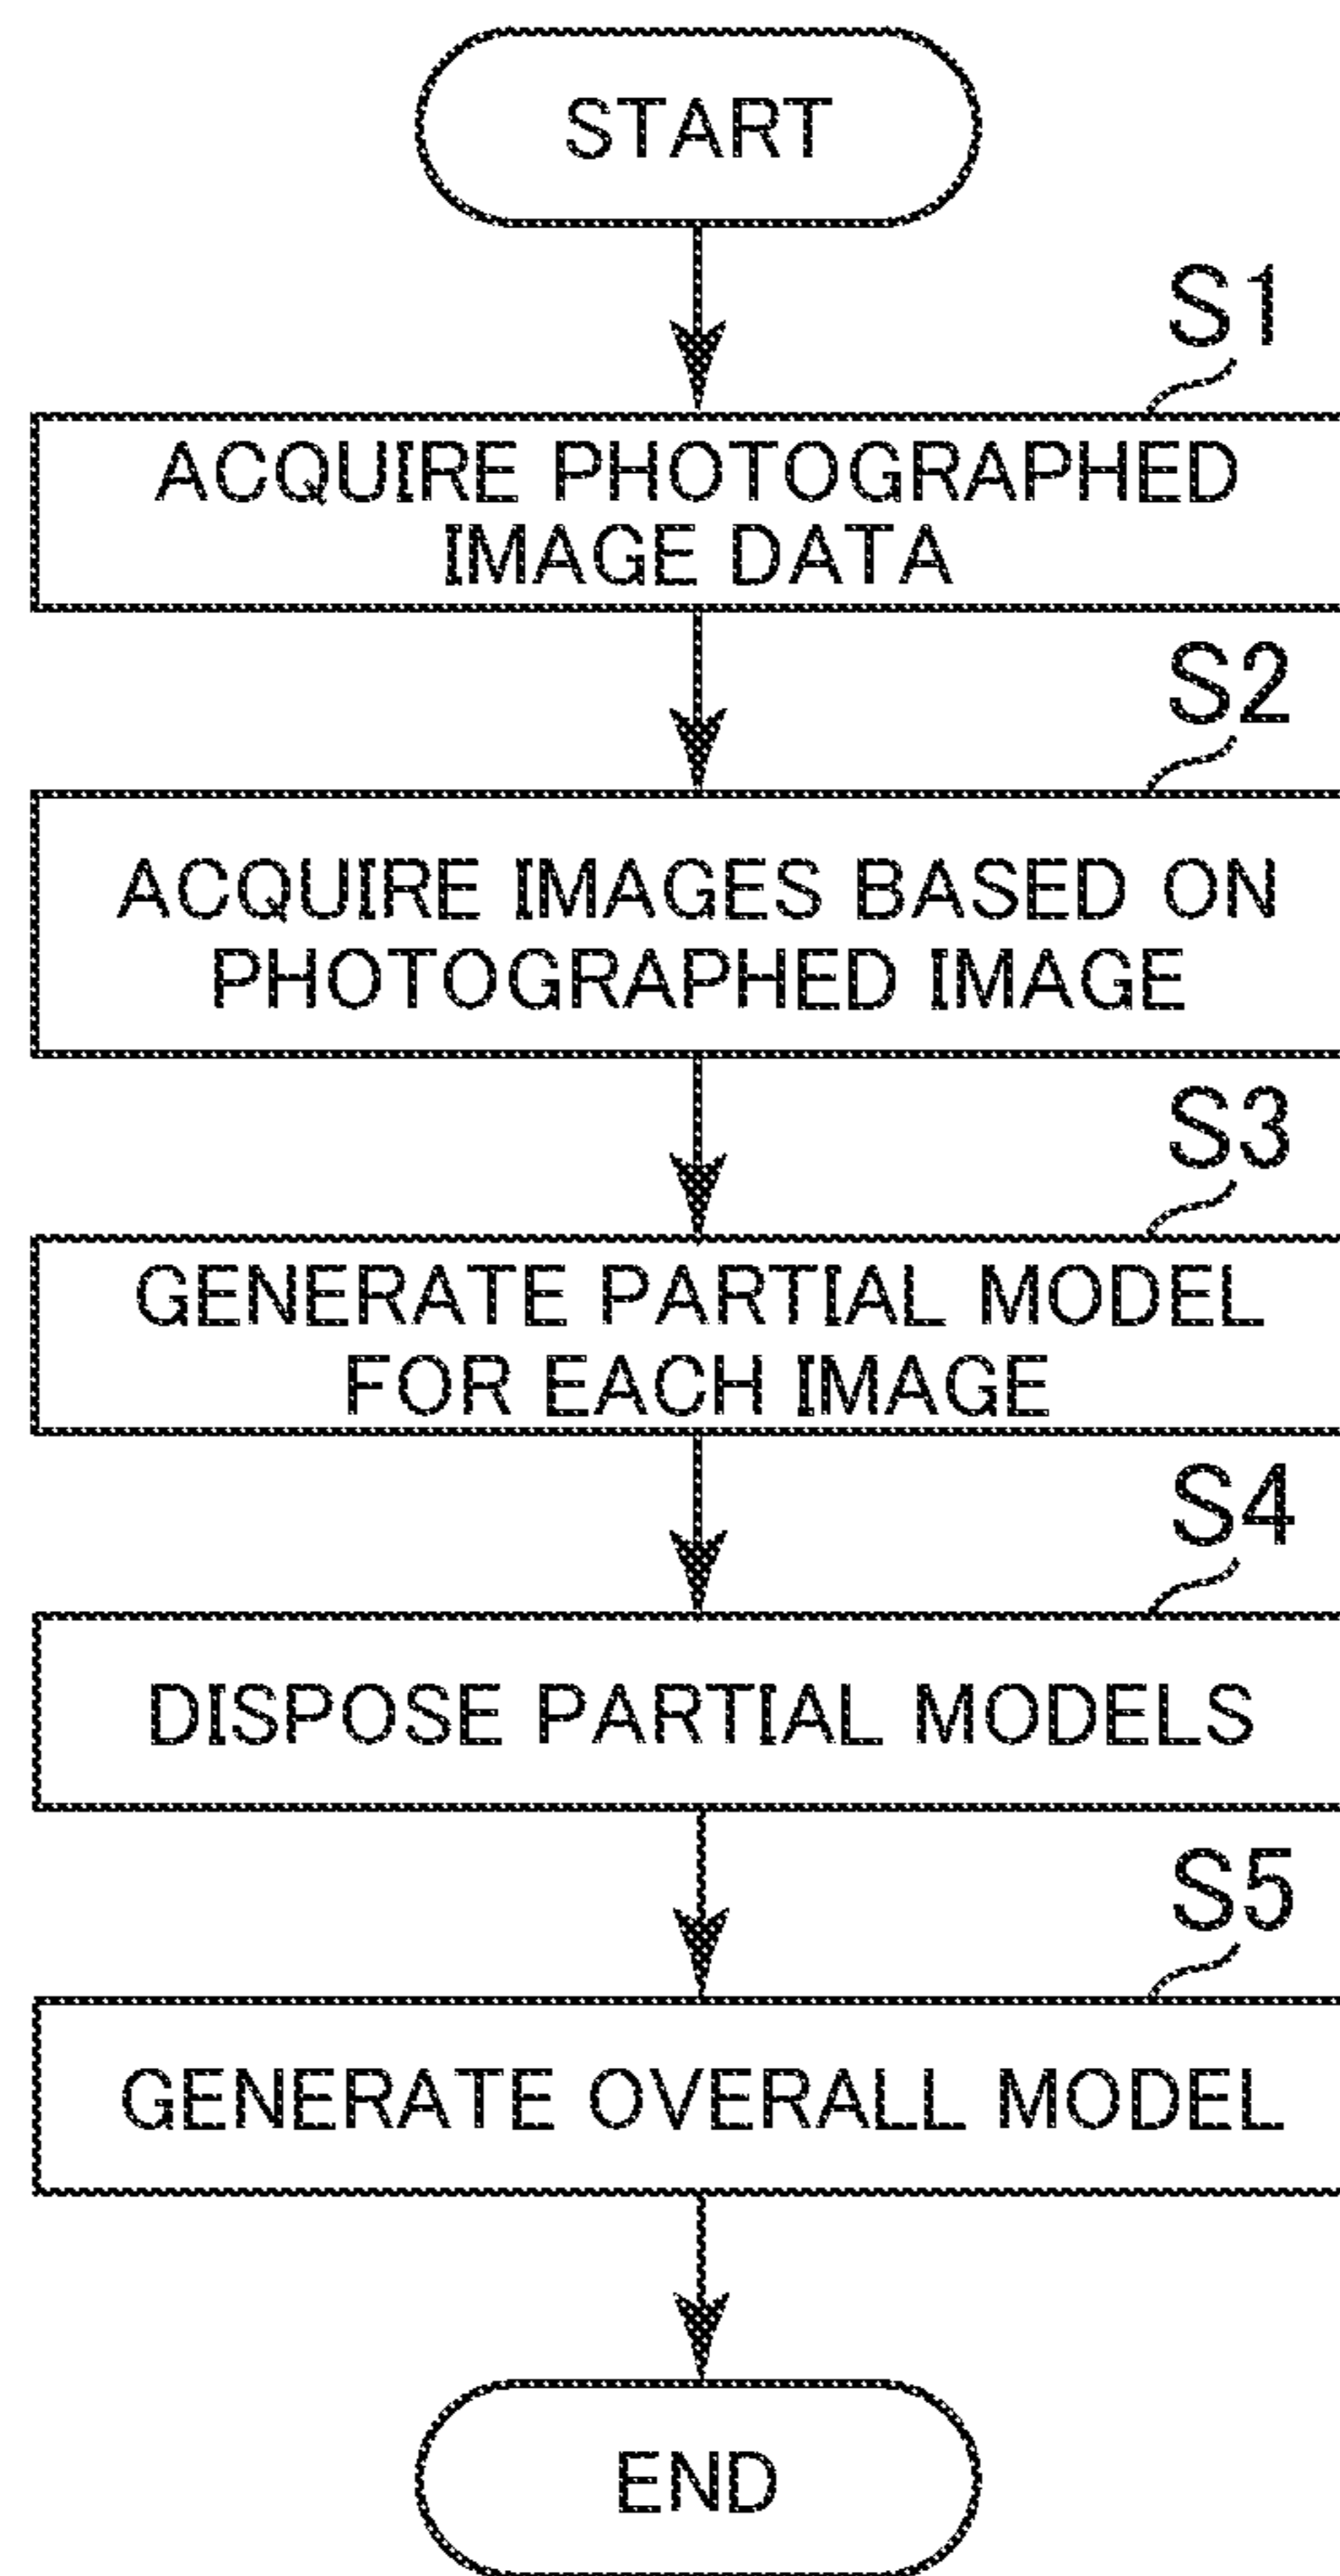 START
S1
ACQUIRE PHOTOGRAPHED
IMAGE DATA
S2
ACQUIRE IMAGES BASED ON
PHOTOGRAPHED IMAGE
S3
GENERATE PARTIAL MODEL
FOR EACH IMAGE
S4
DISPOSE PARTIAL MODELS
S5
GENERATE OVERALL MODEL
END